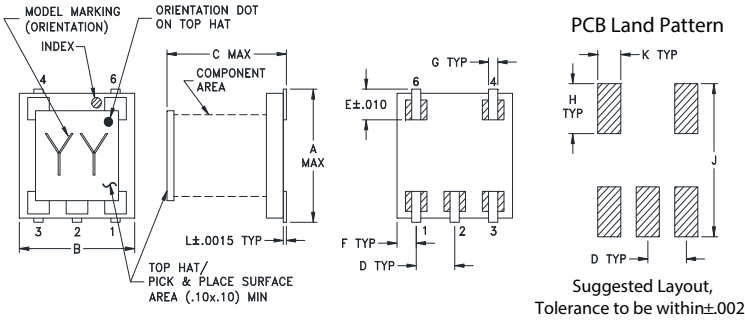 MODEL MARKING
(ORIENTATION)
INDEX
ORIENTATION DOT
ON TOP HAT
C MAX
COMPONENT
AREA
4
6
YY
3
2
1
B
A
MAX
L±.0015 TYP
TOP HAT/
PICK & PLACE SURFACE
AREA (.10x.10) MIN
G TYP
E±.010
6
4
1
2
3
F TYP
D TYP
PCB Land Pattern
K TYP
H
TYP
J
D TYP
Suggested Layout,
Tolerance to be within±.002